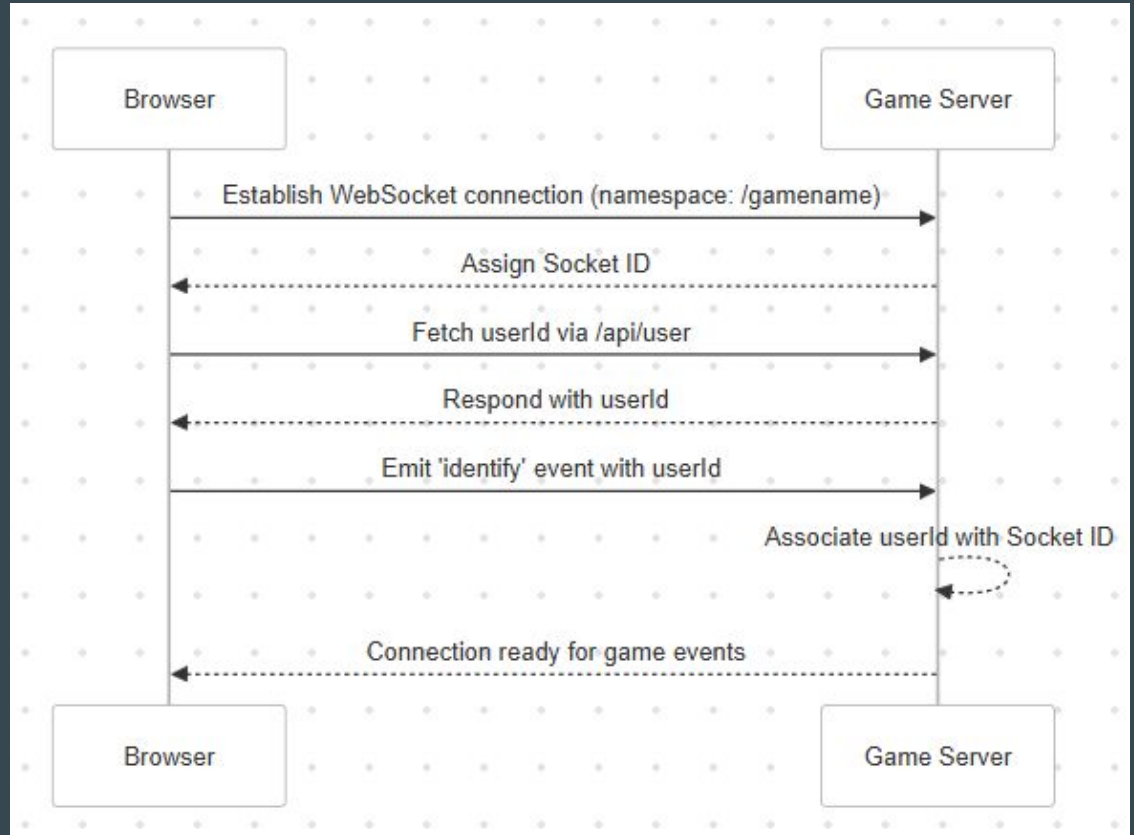 Browser
Game Server
Establish WebSocket connection (namespace: /gamename)
Assign Socket ID
Fetch userId via /api/user
Respond with userId
Emit 'identify' event with userId
Associate userId with Socket ID
Connection ready for game events
Browser
Game Server